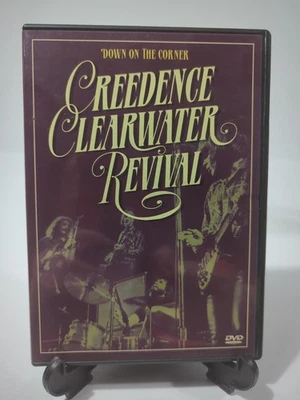 DOWN ON THE CORNER
CREEDENCE
CLEARWATER
REVIVAL
DVD